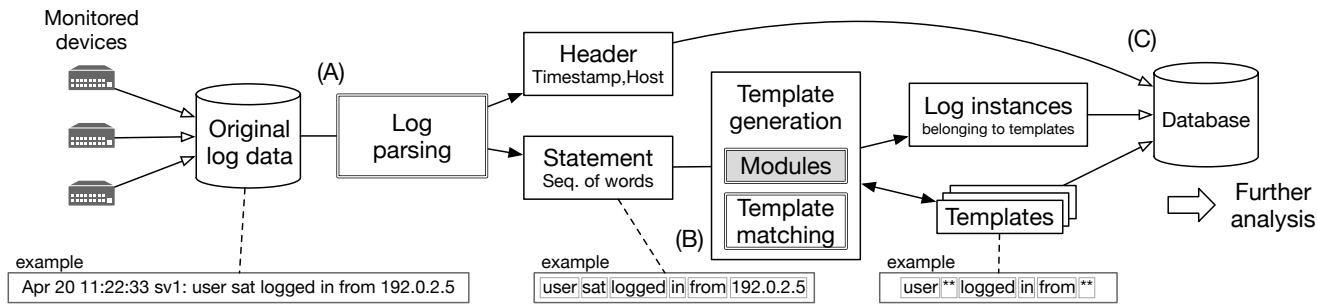 Monitored
devices
(A)
Original
log data
Log
parsing
Header
Timestamp,Host
Statement
Seq. of words
(B)
Template
generation
Modules
Template
matching
Log instances
belonging to templates
Templates
(C)
Database
Further
analysis
example
Apr 20 11:22:33 sv1: user sat logged in from 192.0.2.5
example
user sat logged in from 192.0.2.5
example
user ** logged in from **